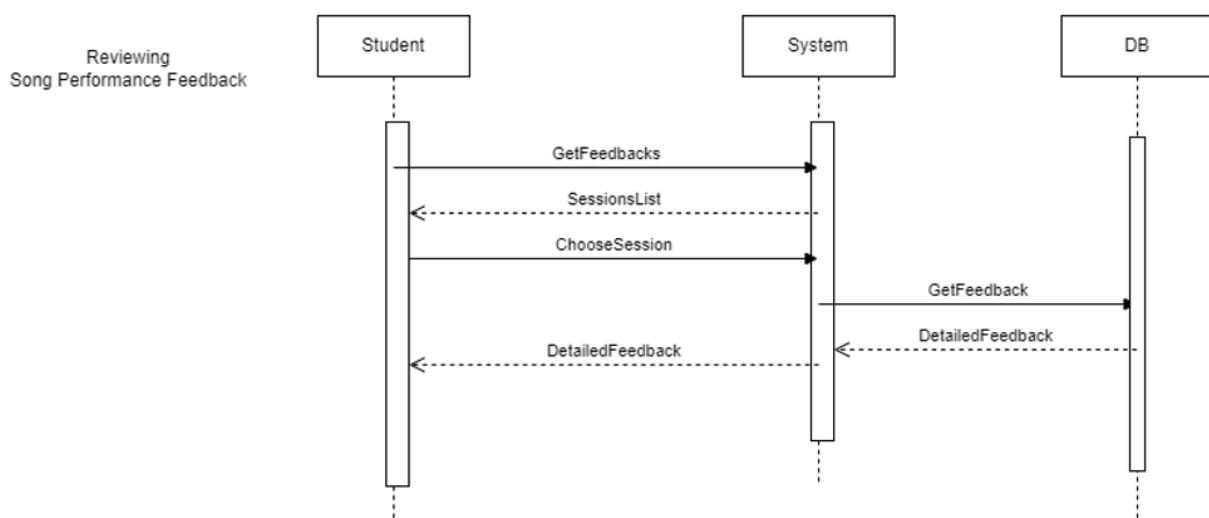 Student
System
DB
Reviewing
Song Performance Feedback
GetFeedbacks
SessionsList
ChooseSession
GetFeedback
DetailedFeedback
DetailedFeedback